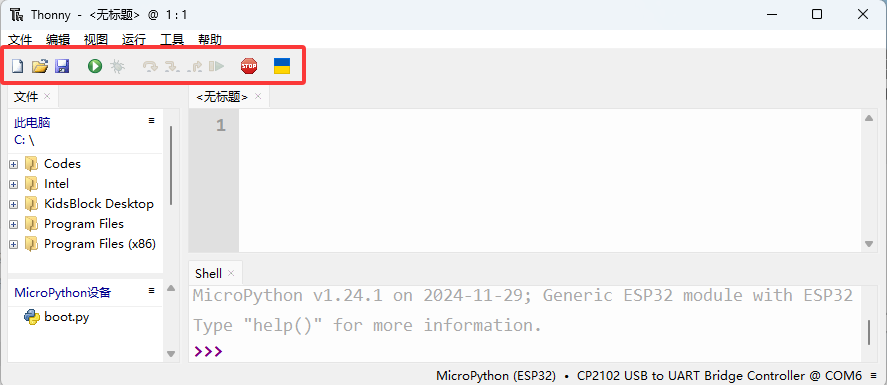 Thonny - <无标题> @ 1 : 1
文件 编辑 视图 运行 工具 帮助
STOP
文件
此电脑
C: \
Codes
Intel
KidsBlock Desktop
Program Files
Program Files (x86)
MicroPython设备
boot.py
<无标题>
1
Shell
MicroPython v1.24.1 on 2024-11-29; Generic ESP32 module with ESP32
Type "help()" for more information.
>>>
MicroPython (ESP32) • CP2102 USB to UART Bridge Controller @ COM6